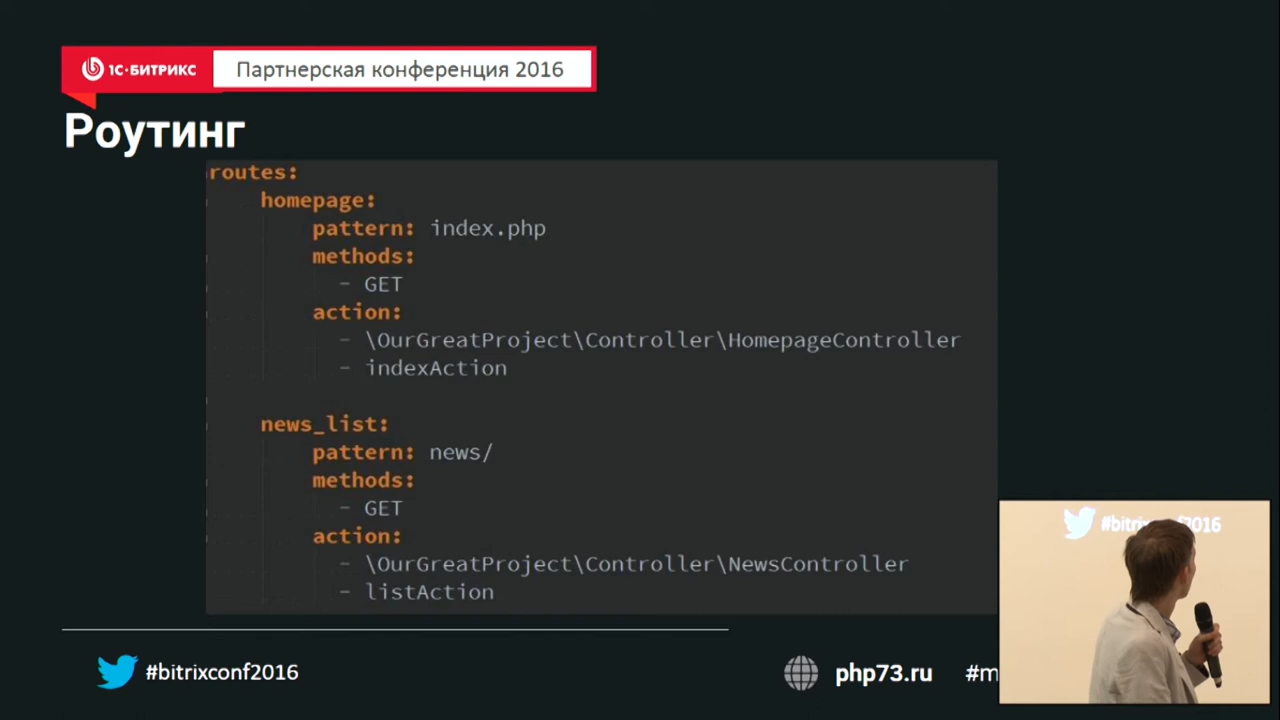 1С·БИТРИКС
Партнерская конференция 2016
Роутинг
routes:
homepage:
pattern: index.php
methods:
- GET
action:
- \OurGreatProject\Controller\HomepageController
- indexAction
news_list:
pattern: news/
methods:
- GET
action:
- \OurGreatProject\Controller\NewsController
- listAction
#bitrixconf2016
php73.ru